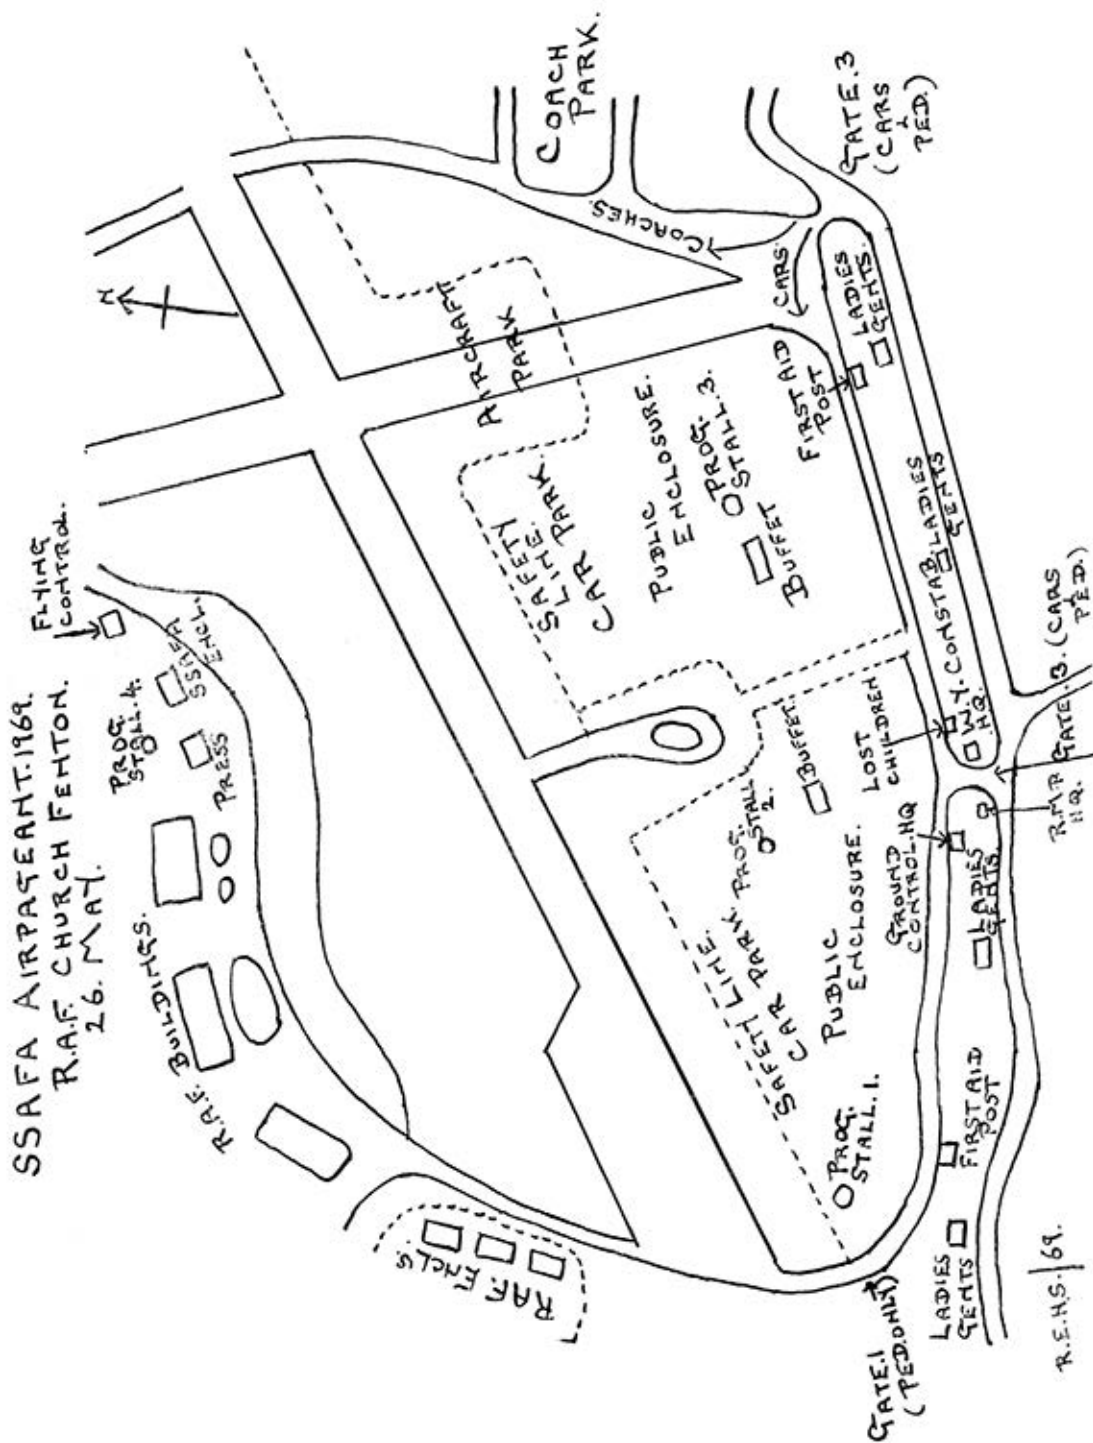 SSAFA AIRPAGEANT.1969.
R.A.F. CHURCH FENTON.
26. MAY.
FLYING
CONTROL.
N
PROG.
STALL.4.
SSAFA
ENCL.
PRESS
R.A.F. BUILDINGS.
R.A.F. ENCLS.
COACH
PARK.
COACHES.
CARS.
GATE.3
(CARS
&
PED.)
AIRCRAFT
PARK
SAFETY
LINE.
CAR PARK
PUBLIC
ENCLOSURE.
PROG.
STALL.3.
BUFFET
FIRST AID
POST
LADIES
GENTS.
LADIES
GENTS
W.Y. CONSTAB.
HQ.
LOST
CHILDREN
SAFETY LINE.
CAR PARK.
PROG.
STALL
2.
BUFFET.
PUBLIC
ENCLOSURE.
GROUND
CONTROL.HQ
LADIES
GENTS.
R.M.P.
HQ.
GATE.3.(CARS
&
PED.)
PROG.
STALL.1.
FIRST AID
POST
LADIES
GENTS
GATE.1
(PED.ONLY)
R.E.H.S./69.